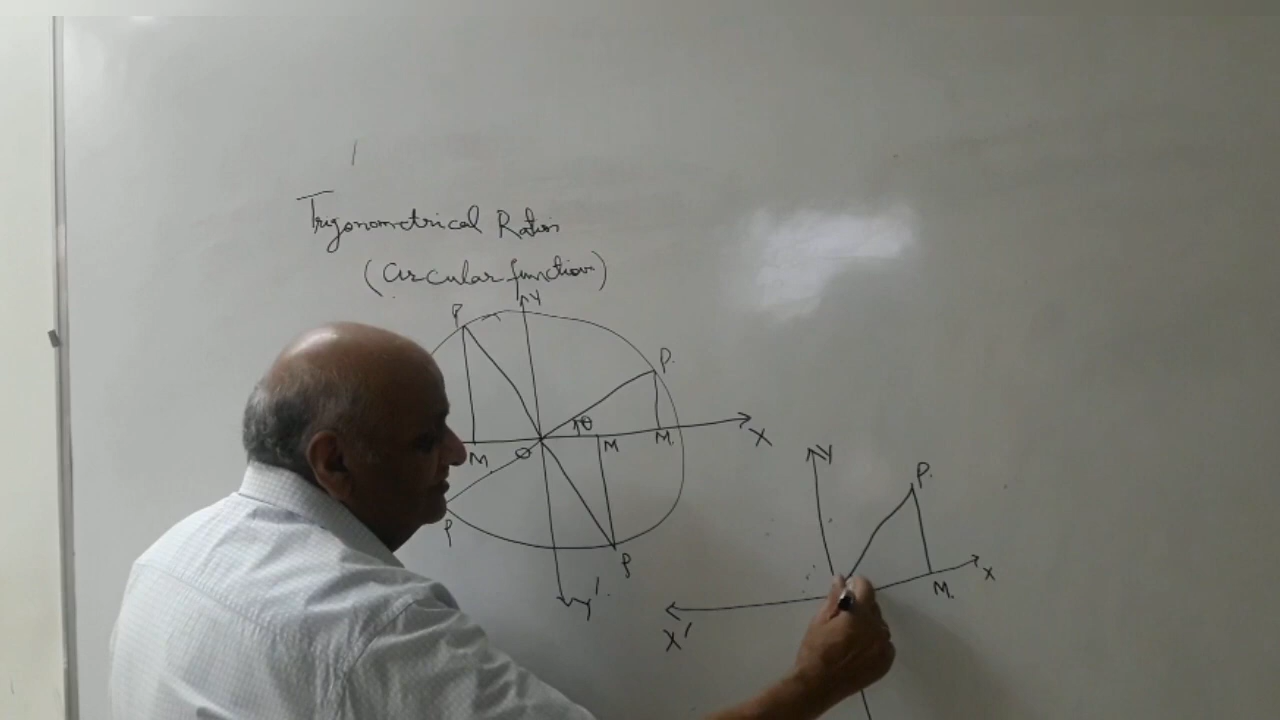 Trigonometrical Ratios
(Circular function)
P
Y
P.
θ
X
M
O
M
M.
P
P
Y'
Y
P.
X
M.
X'